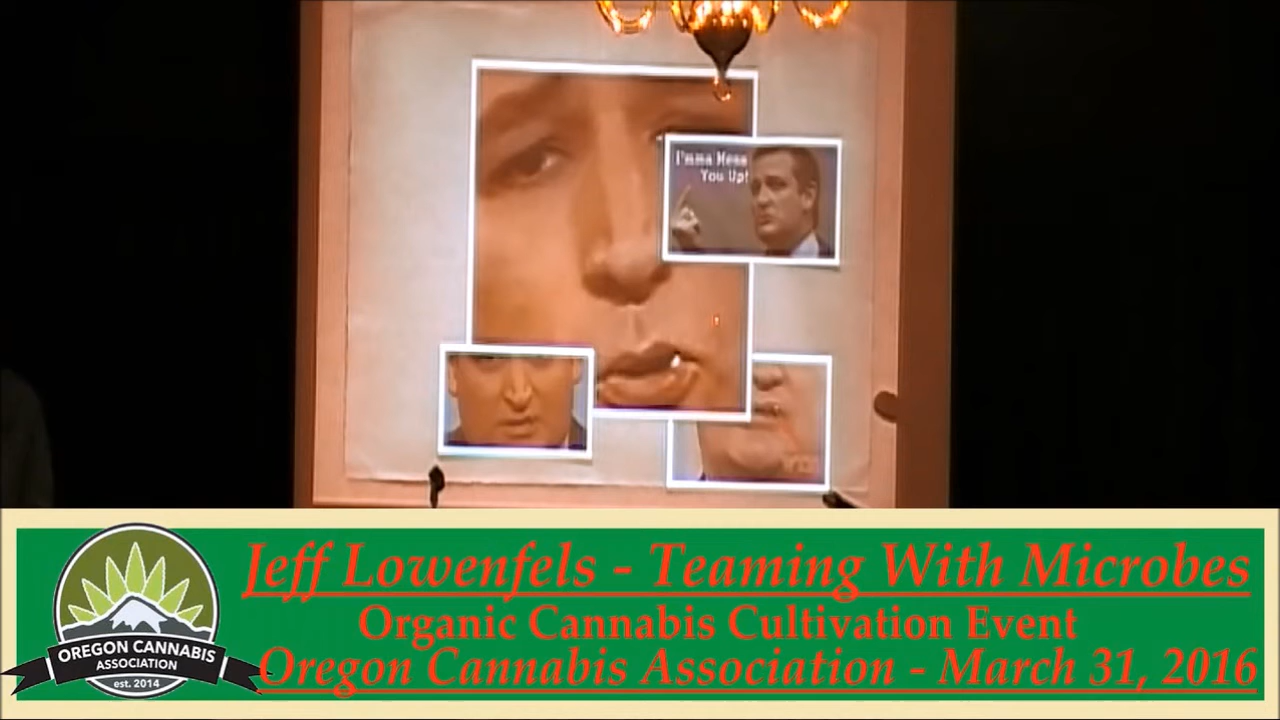 I'mma Mess
You Up!
Jeff Lowenfels - Teaming With Microbes
Organic Cannabis Cultivation Event
Oregon Cannabis Association - March 31, 2016
OREGON CANNABIS
ASSOCIATION
est. 2014